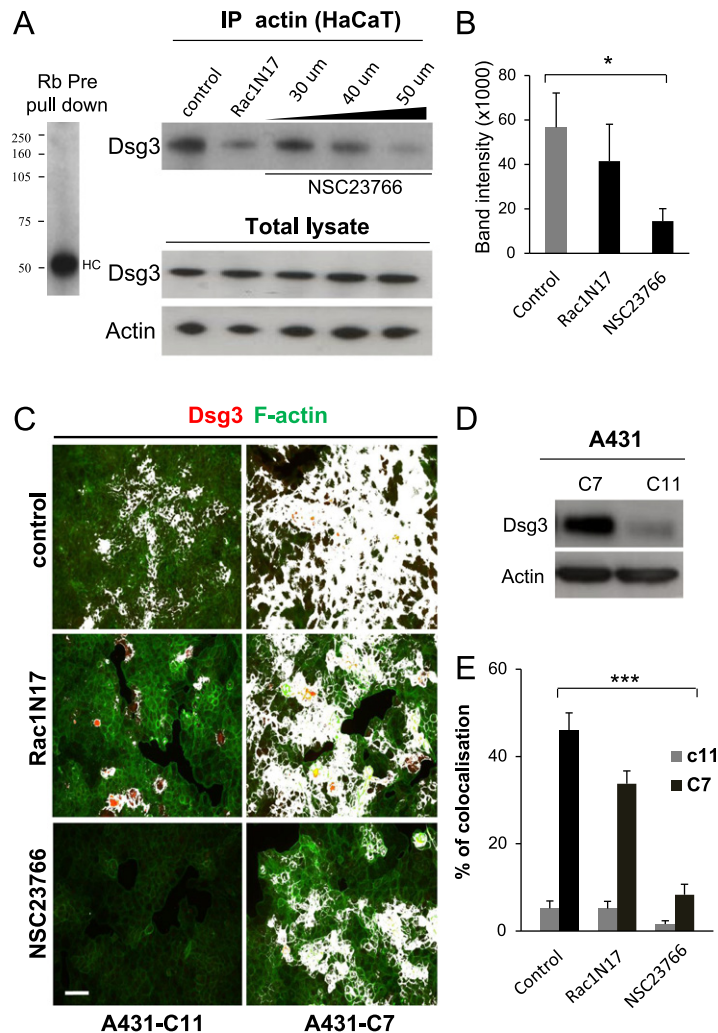 A
IP actin (HaCaT)
Rb Pre
pull down
control
Rac1N17
30 um
40 um
50 um
250
160
105
75
50
HC
Dsg3
NSC23766
Total lysate
Dsg3
Actin
B
*
Band intensity (x1000)
80
60
40
20
0
Control
Rac1N17
NSC23766
C
Dsg3 F-actin
control
Rac1N17
NSC23766
A431-C11
A431-C7
D
A431
C7
C11
Dsg3
Actin
E
% of colocalisation
60
40
20
0
***
c11
C7
Control
Rac1N17
NSC23766